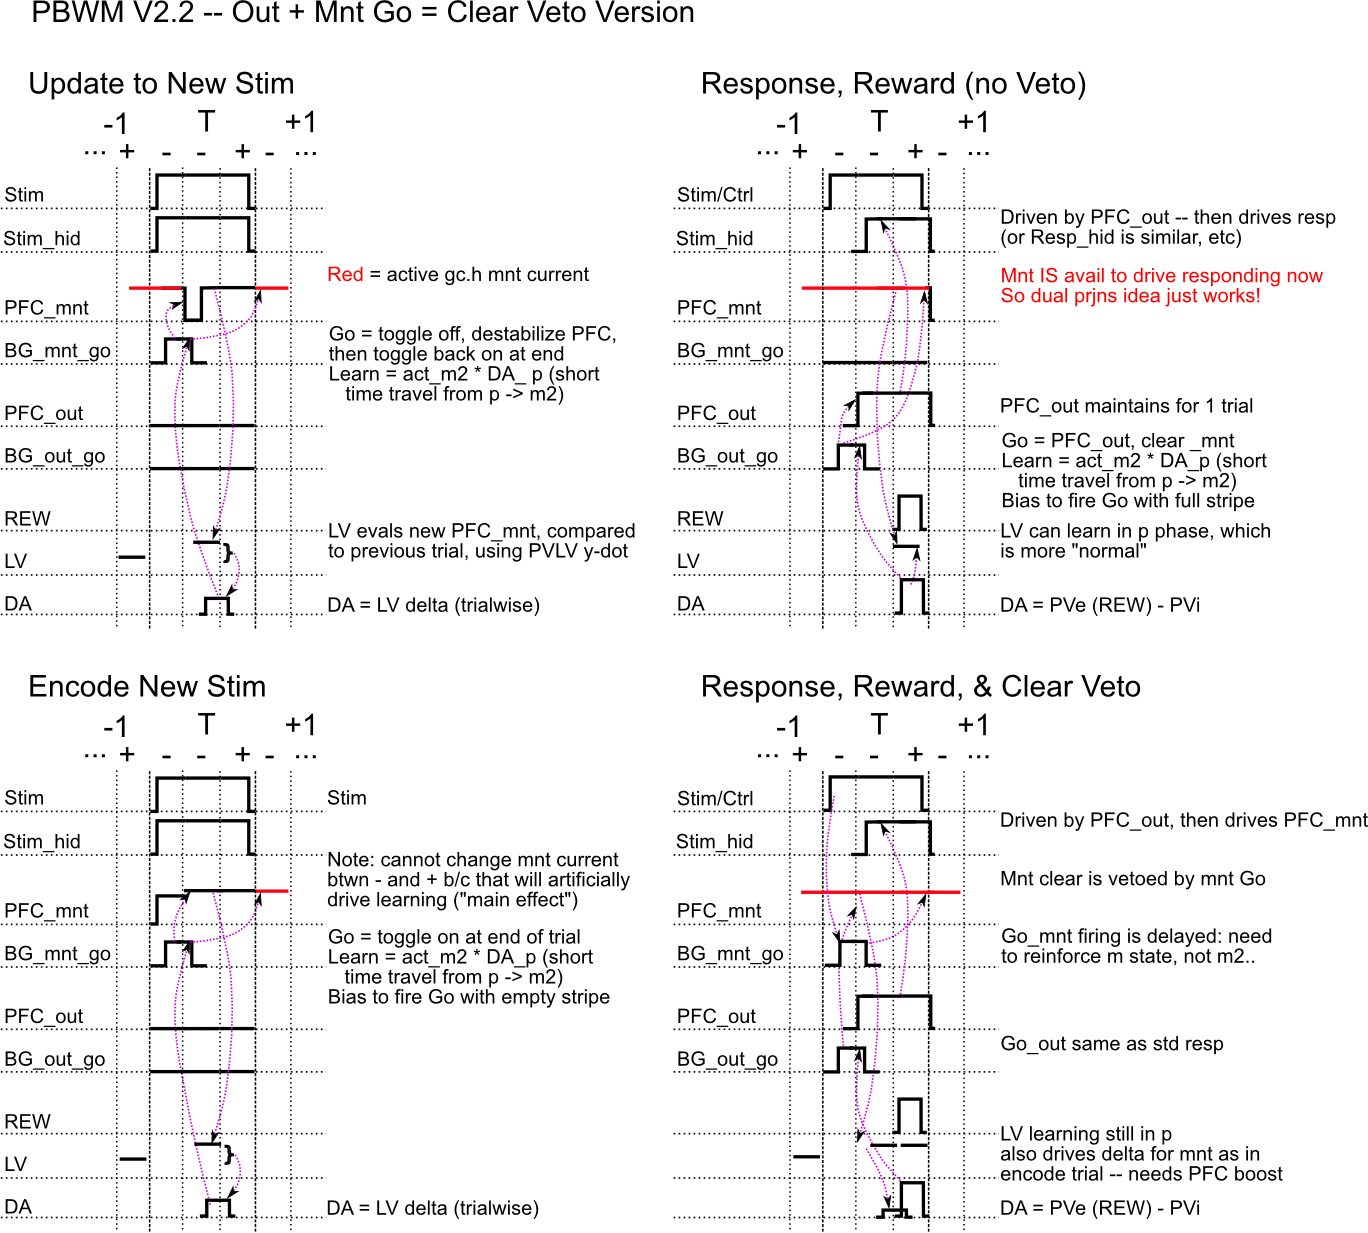 PBWM V2.2 -- Out + Mnt Go = Clear Veto Version
Update to New Stim
-1 T +1
... + - - + - ...
Stim
Stim_hid
Red = active gc.h mnt current
PFC_mnt
Go = toggle off, destabilize PFC,
BG_mnt_go
then toggle back on at end
Learn = act_m2 * DA_ p (short
time travel from p -> m2)
PFC_out
BG_out_go
REW
LV evals new PFC_mnt, compared
to previous trial, using PVLV y-dot
LV
}
DA
DA = LV delta (trialwise)
Response, Reward (no Veto)
-1 T +1
... + - - + - ...
Stim/Ctrl
Driven by PFC_out -- then drives resp
Stim_hid
(or Resp_hid is similar, etc)
Mnt IS avail to drive responding now
So dual prjns idea just works!
PFC_mnt
BG_mnt_go
PFC_out
PFC_out maintains for 1 trial
Go = PFC_out, clear _mnt
BG_out_go
Learn = act_m2 * DA_p (short
time travel from p -> m2)
Bias to fire Go with full stripe
REW
LV can learn in p phase, which
is more "normal"
LV
DA
DA = PVe (REW) - PVi
Encode New Stim
-1 T +1
... + - - + - ...
Stim
Stim
Stim_hid
Note: cannot change mnt current
btwn - and + b/c that will artificially
drive learning ("main effect")
PFC_mnt
Go = toggle on at end of trial
BG_mnt_go
Learn = act_m2 * DA_p (short
time travel from p -> m2)
Bias to fire Go with empty stripe
PFC_out
BG_out_go
REW
LV
}
DA
DA = LV delta (trialwise)
Response, Reward, & Clear Veto
-1 T +1
... + - - + - ...
Stim/Ctrl
Driven by PFC_out, then drives PFC_mnt
Stim_hid
Mnt clear is vetoed by mnt Go
PFC_mnt
Go_mnt firing is delayed: need
BG_mnt_go
to reinforce m state, not m2..
PFC_out
Go_out same as std resp
BG_out_go
REW
LV learning still in p
also drives delta for mnt as in
LV
encode trial -- needs PFC boost
DA
DA = PVe (REW) - PVi